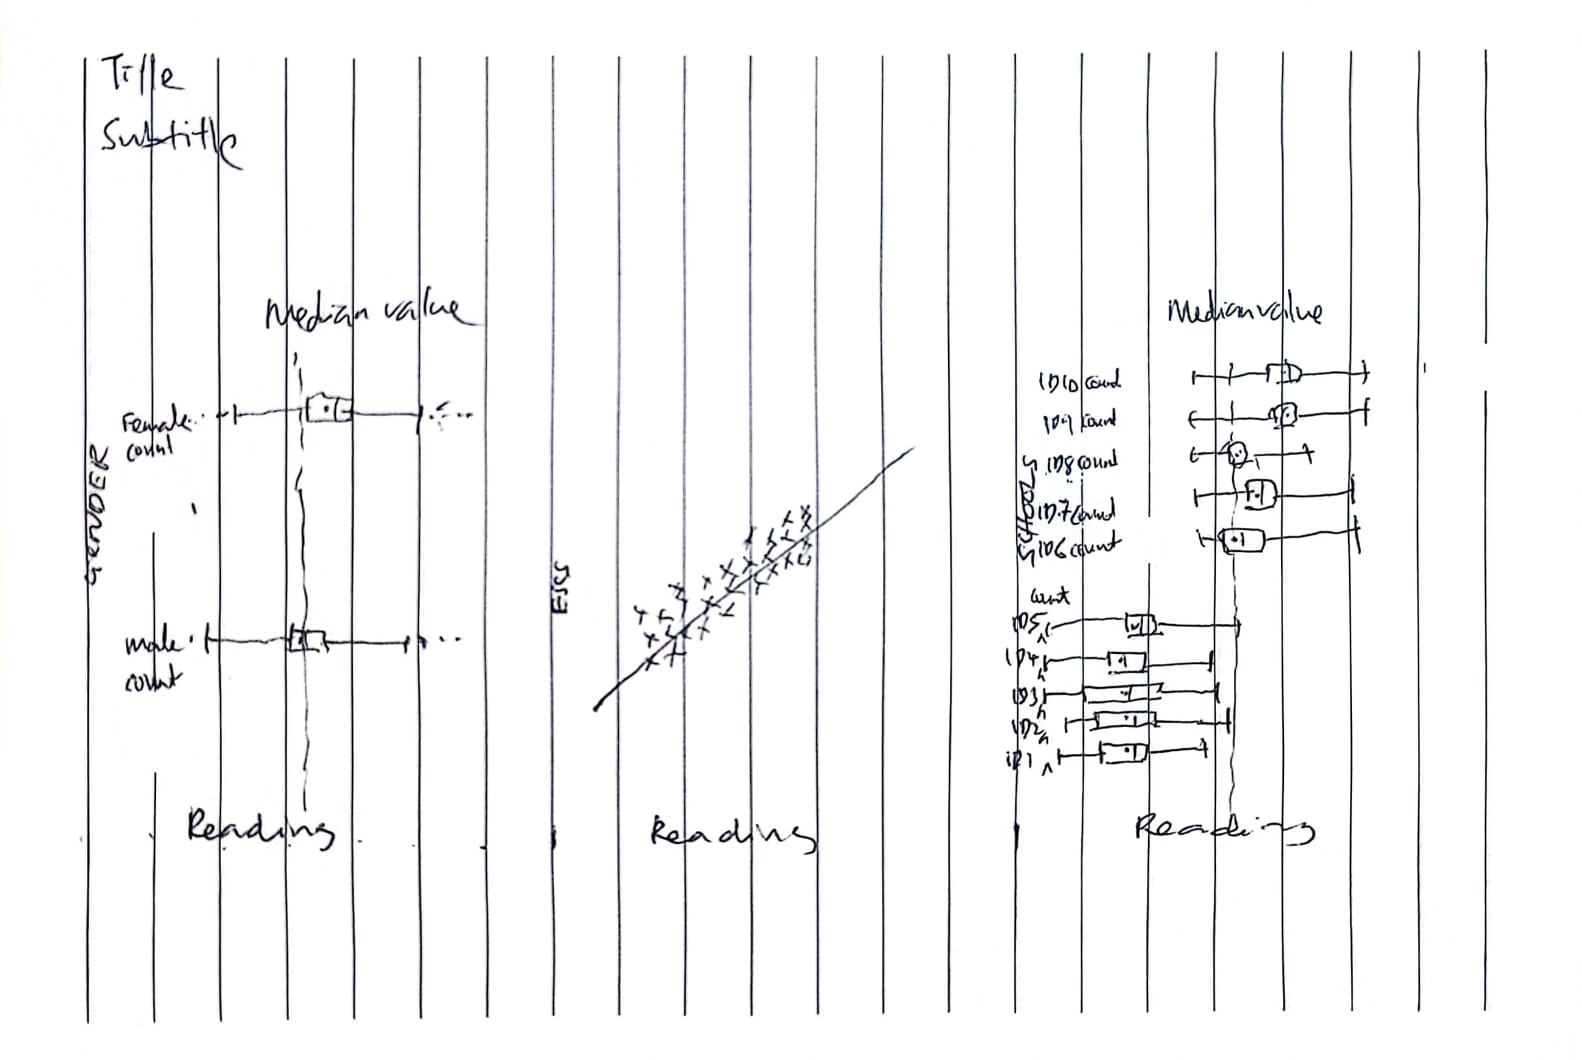 Title
Subtitle
Median value
Female
count
GENDER
male
count
Reading
ESCS
Reading
Median value
ID10 count
ID9 count
ID8 count
ID7 count
ID6 count
SCHOOLS
count
ID5
ID4
ID3
ID2
ID1
Reading